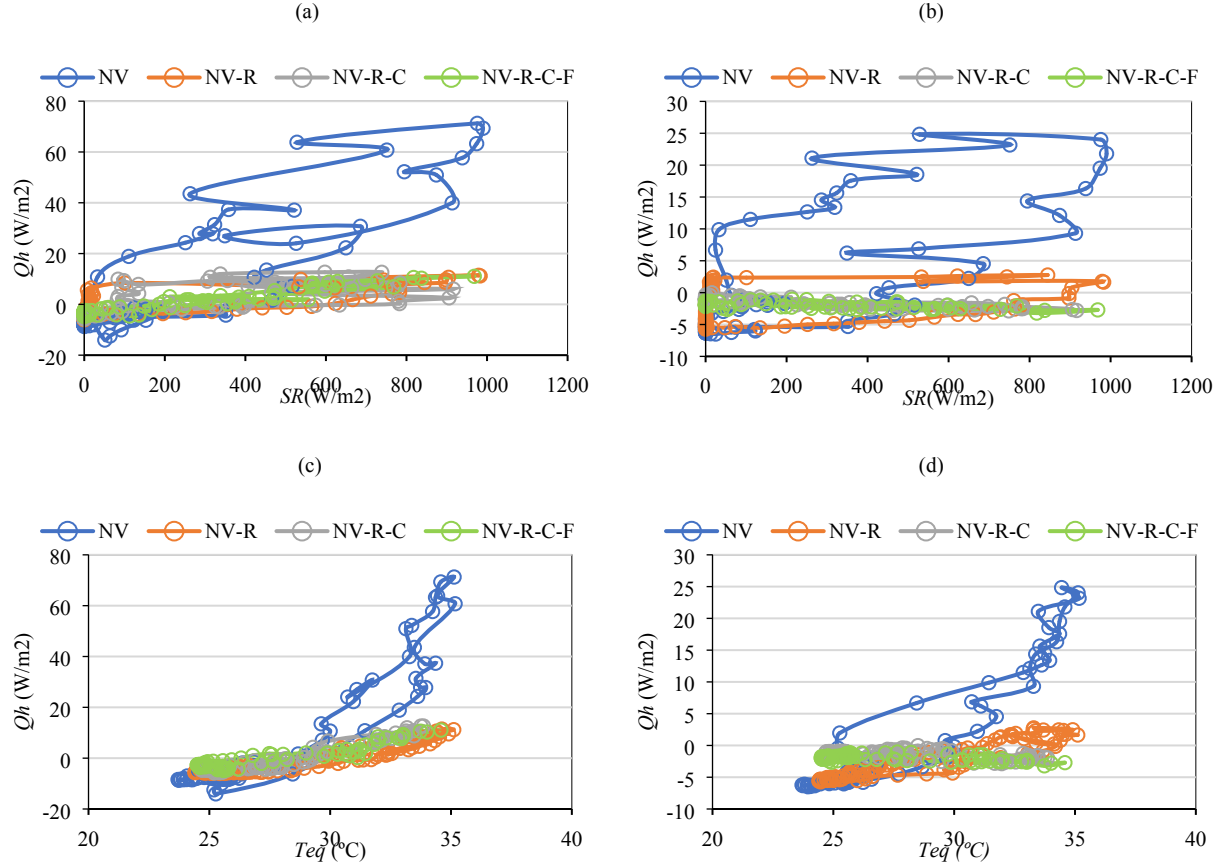 (a)
NV NV-R NV-R-C NV-R-C-F
80
60
40
20
0
-20
Qh (W/m2)
0 200 400 600 800 1000 1200
SR(W/m2)
(b)
NV NV-R NV-R-C NV-R-C-F
30
25
20
15
10
5
0
-5
-10
Qh (W/m2)
0 200 400 600 800 1000 1200
SR(W/m2)
(c)
NV NV-R NV-R-C NV-R-C-F
80
60
40
20
0
-20
Qh (W/m2)
20 25 30 35 40
Teq (ºC)
(d)
NV NV-R NV-R-C NV-R-C-F
30
25
20
15
10
5
0
-5
-10
Qh (W/m2)
20 25 30 35 40
Teq (ºC)